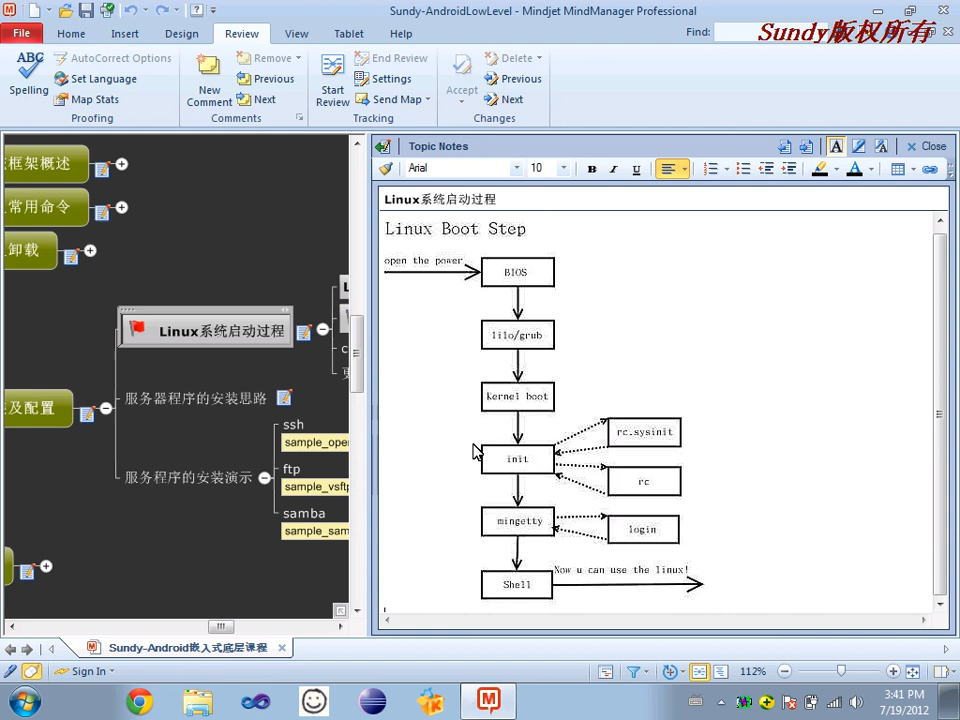 Sundy-AndroidLowLevel - Mindjet MindManager Professional
File Home Insert Design Review View Tablet Help
Find:
Sundy版权所有
ABC
Spelling
AutoCorrect Options
Set Language
Map Stats
Proofing
New Comment
Remove
Previous
Next
Comments
Start Review
End Review
Settings
Send Map
Tracking
Accept
Delete
Previous
Next
Changes
框架概述
常用命令
卸载
Linux系统启动过程
及配置
服务器程序的安装思路
服务程序的安装演示
ssh
sample_ope
ftp
sample_vsftp
samba
sample_sam
Topic Notes
Close
Arial 10
B I U
Linux系统启动过程
Linux Boot Step
open the power
BIOS
lilo/grub
Kernel boot
init
rc.sysinit
rc
mingetty
login
Shell
Now u can use the linux!
Sundy-Android嵌入式底层课程
Sign In
112%
3:41 PM
7/19/2012